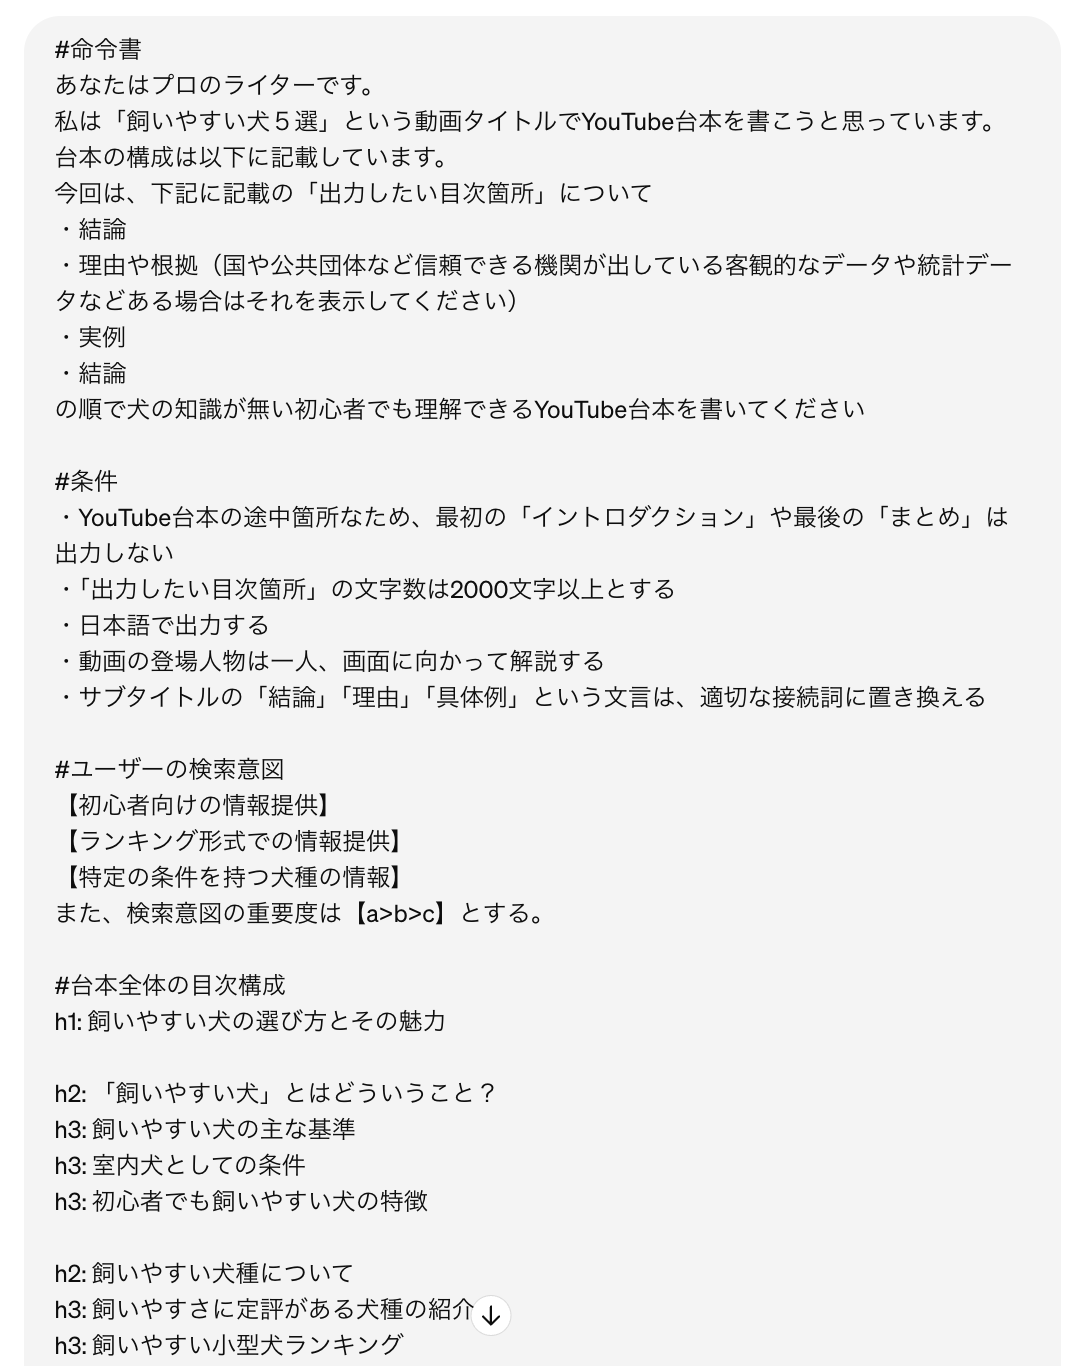 #命令書
あなたはプロのライターです。
私は「飼いやすい犬５選」という動画タイトルでYouTube台本を書こうと思っています。
台本の構成は以下に記載しています。
今回は、下記に記載の「出力したい目次箇所」について
・結論
・理由や根拠（国や公共団体など信頼できる機関が出している客観的なデータや統計デー
タなどある場合はそれを表示してください）
・実例
・結論
の順で犬の知識が無い初心者でも理解できるYouTube台本を書いてください
#条件
・YouTube台本の途中箇所なため、最初の「イントロダクション」や最後の「まとめ」は
出力しない
・「出力したい目次箇所」の文字数は2000文字以上とする
・日本語で出力する
・動画の登場人物は一人、画面に向かって解説する
・サブタイトルの「結論」「理由」「具体例」という文言は、適切な接続詞に置き換える
#ユーザーの検索意図
【初心者向けの情報提供】
【ランキング形式での情報提供】
【特定の条件を持つ犬種の情報】
また、検索意図の重要度は【a>b>c】とする。
#台本全体の目次構成
h1: 飼いやすい犬の選び方とその魅力
h2: 「飼いやすい犬」とはどういうこと？
h3: 飼いやすい犬の主な基準
h3: 室内犬としての条件
h3: 初心者でも飼いやすい犬の特徴
h2: 飼いやすい犬種について
h3: 飼いやすさに定評がある犬種の紹介
h3: 飼いやすい小型犬ランキング